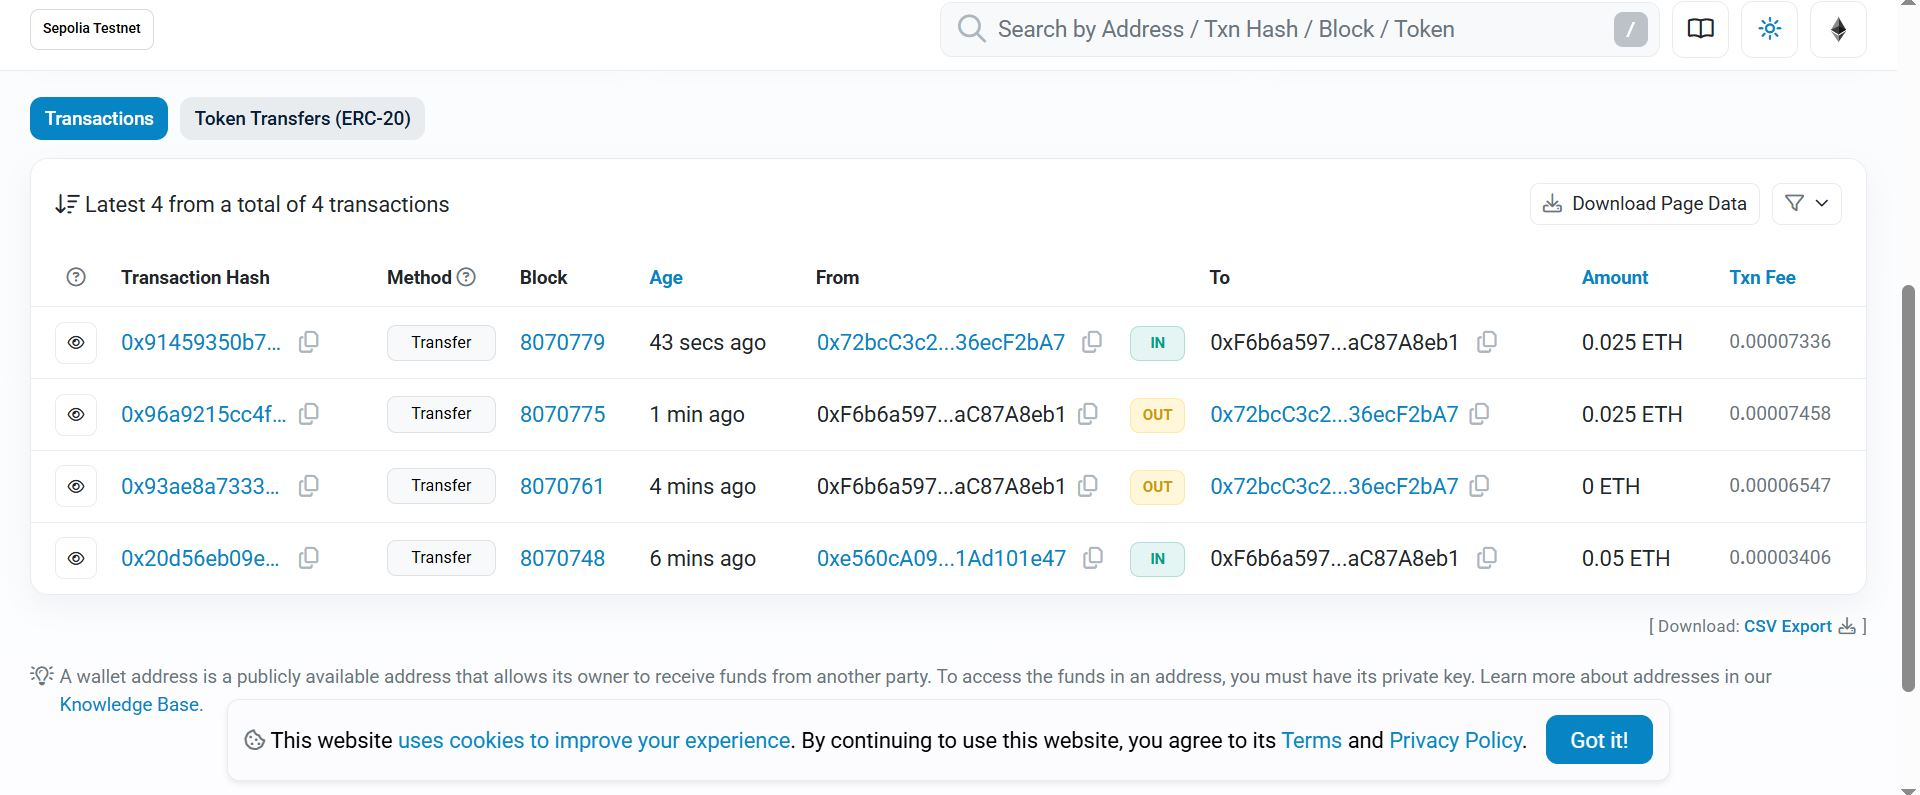 Sepolia Testnet
Search by Address / Txn Hash / Block / Token /
Transactions Token Transfers (ERC-20)
Latest 4 from a total of 4 transactions Download Page Data
Transaction Hash Method Block Age From To Amount Txn Fee
0x91459350b7... Transfer 8070779 43 secs ago 0x72bcC3c2...36ecF2bA7 IN 0xF6b6a597...aC87A8eb1 0.025 ETH 0.00007336
0x96a9215cc4f... Transfer 8070775 1 min ago 0xF6b6a597...aC87A8eb1 OUT 0x72bcC3c2...36ecF2bA7 0.025 ETH 0.00007458
0x93ae8a7333... Transfer 8070761 4 mins ago 0xF6b6a597...aC87A8eb1 OUT 0x72bcC3c2...36ecF2bA7 0 ETH 0.00006547
0x20d56eb09e... Transfer 8070748 6 mins ago 0xe560cA09...1Ad101e47 IN 0xF6b6a597...aC87A8eb1 0.05 ETH 0.00003406
[ Download: CSV Export ]
A wallet address is a publicly available address that allows its owner to receive funds from another party. To access the funds in an address, you must have its private key. Learn more about addresses in our
Knowledge Base.
This website uses cookies to improve your experience. By continuing to use this website, you agree to its Terms and Privacy Policy. Got it!